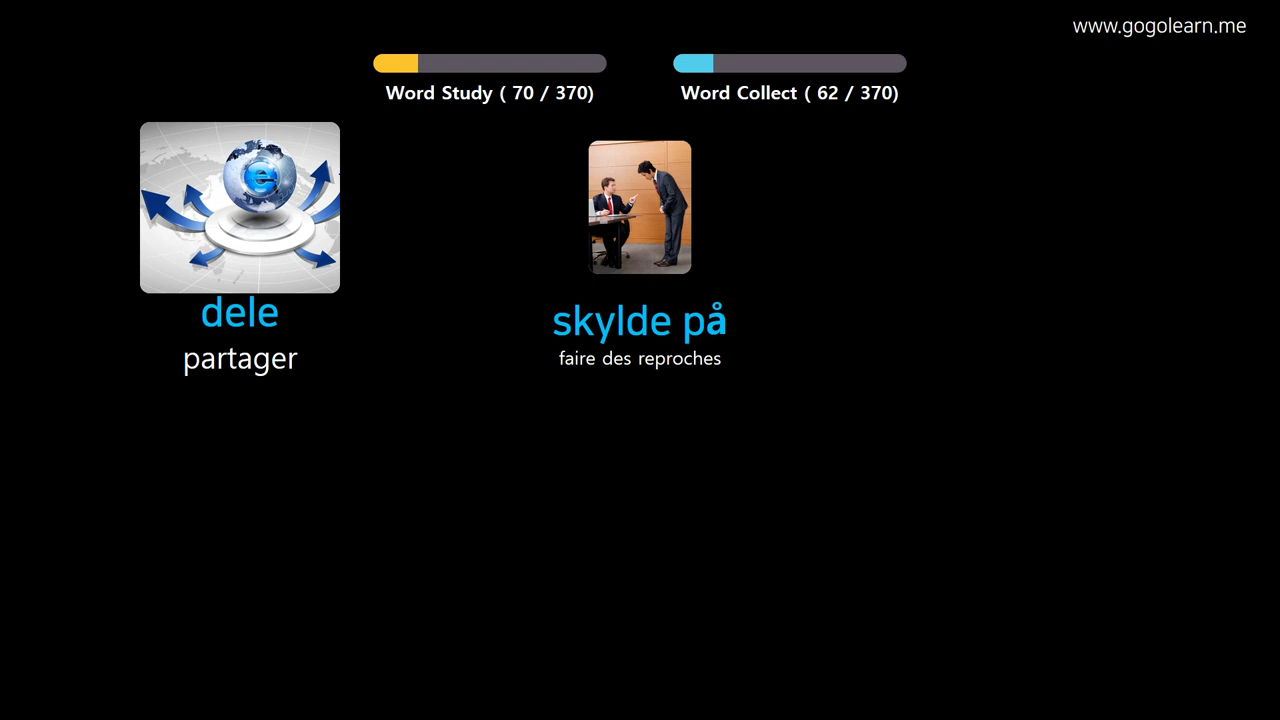 www.gogolearn.me
Word Study ( 70 / 370)
Word Collect ( 62 / 370)
e
dele
partager
skylde på
faire des reproches